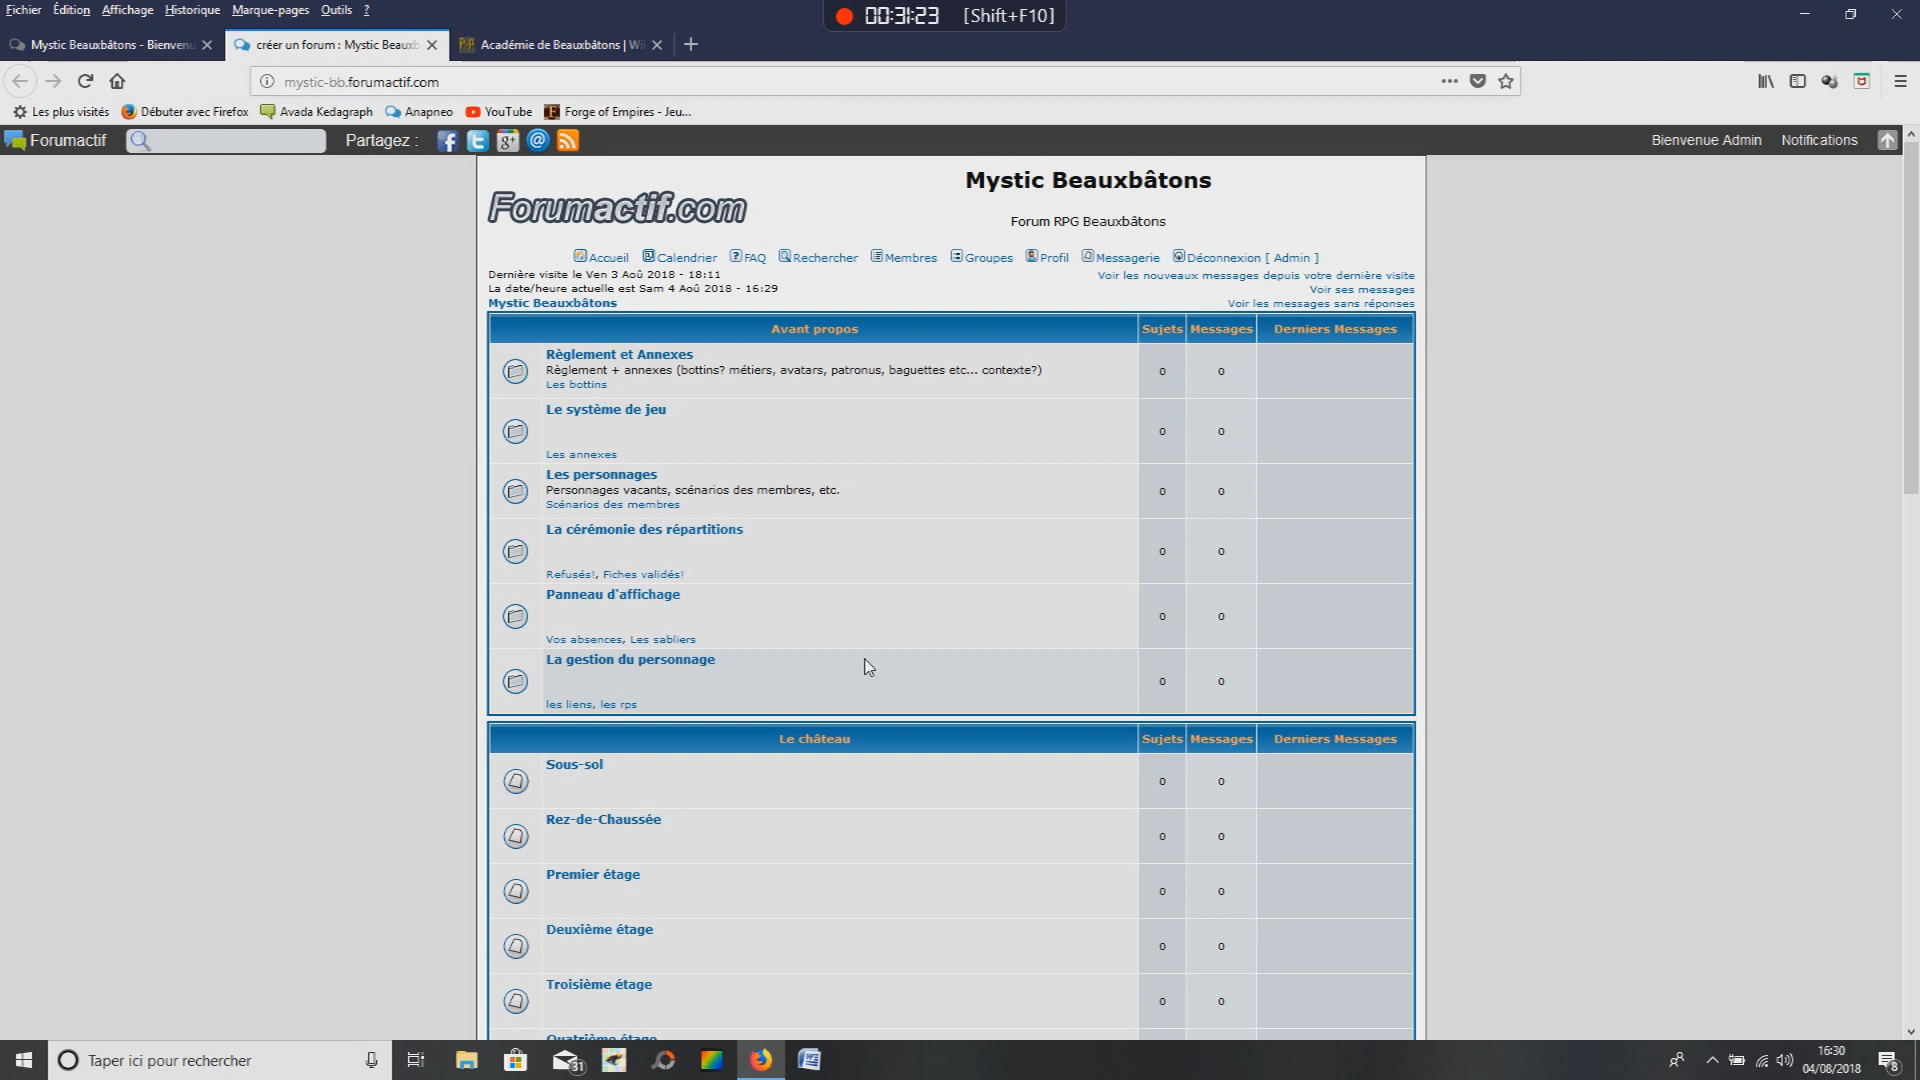 Fichier Édition Affichage Historique Marque-pages Outils ?
00:31:23 [Shift+F10]
Mystic Beauxbâtons - Bienven
créer un forum : Mystic Beauxb
Académie de Beauxbâtons | Wi
mystic-bb.forumactif.com
Les plus visités Débuter avec Firefox Avada Kedagraph Anapneo YouTube Forge of Empires - Jeu...
Forumactif Partagez : Bienvenue Admin Notifications
Mystic Beauxbâtons
Forumactif.com
Forum RPG Beauxbâtons
Accueil Calendrier FAQ Rechercher Membres Groupes Profil Messagerie Déconnexion [ Admin ]
Dernière visite le Ven 3 Aoû 2018 - 18:11
La date/heure actuelle est Sam 4 Aoû 2018 - 16:29
Mystic Beauxbâtons
Voir les nouveaux messages depuis votre dernière visite
Voir ses messages
Voir les messages sans réponses
Avant propos Sujets Messages Derniers Messages
Règlement et Annexes
Règlement + annexes (bottins? métiers, avatars, patronus, baguettes etc... contexte?)
Les bottins
0 0
Le système de jeu
Les annexes
0 0
Les personnages
Personnages vacants, scénarios des membres, etc.
Scénarios des membres
0 0
La cérémonie des répartitions
Refusés!, Fiches validés!
0 0
Panneau d'affichage
Vos absences, Les sabliers
0 0
La gestion du personnage
les liens, les rps
0 0
Le château Sujets Messages Derniers Messages
Sous-sol
0 0
Rez-de-Chaussée
0 0
Premier étage
0 0
Deuxième étage
0 0
Troisième étage
0 0
Quatrième étage
Taper ici pour rechercher
31
16:30
04/08/2018
8